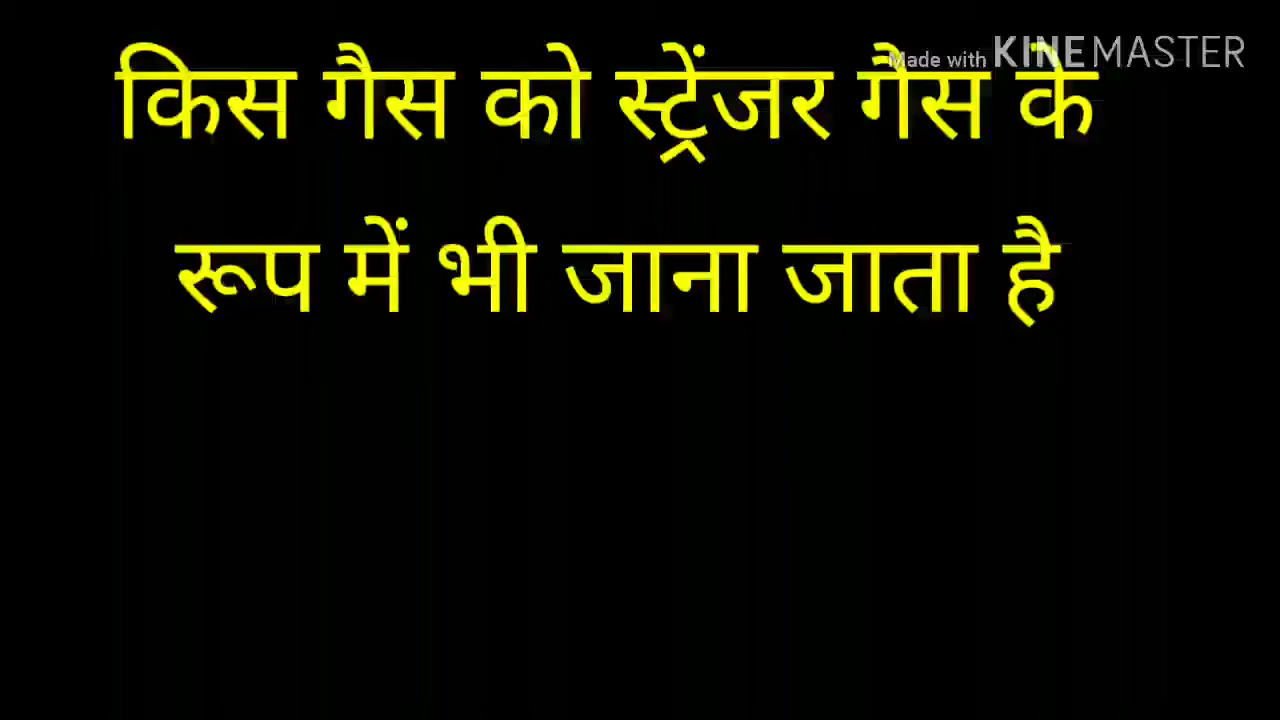 Made with KINEMASTER
किस गैस को स्ट्रेंजर गैस के
रूप में भी जाना जाता है